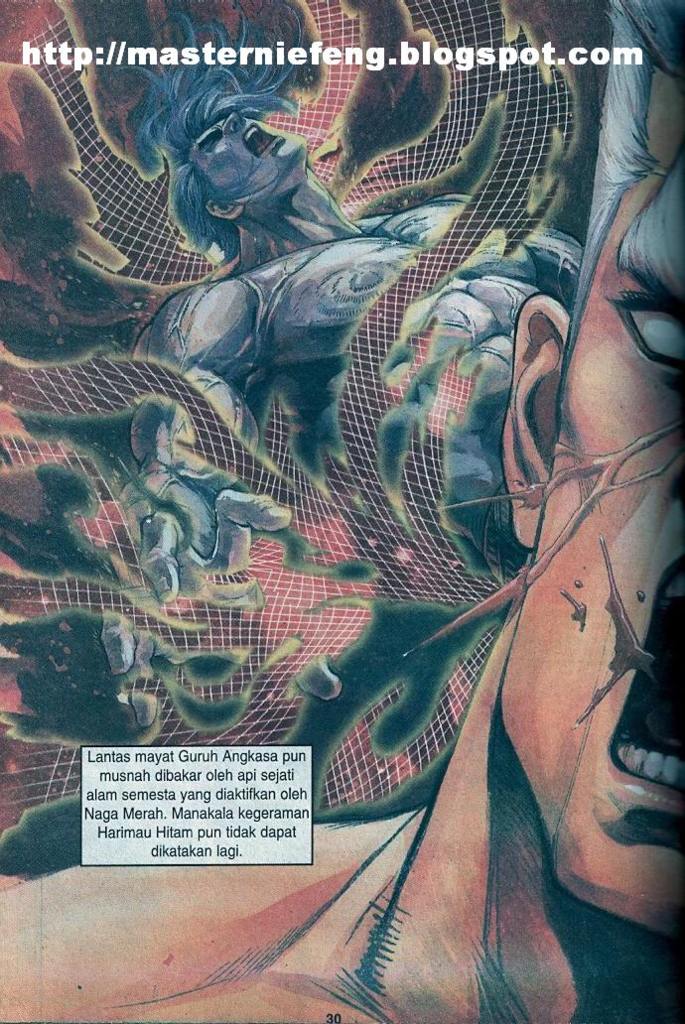 http://masterniefeng.blogspot.com
Lantas mayat Guruh Angkasa pun
musnah dibakar oleh api sejati
alam semesta yang diaktifkan oleh
Naga Merah. Manakala kegeraman
Harimau Hitam pun tidak dapat
dikatakan lagi.
30